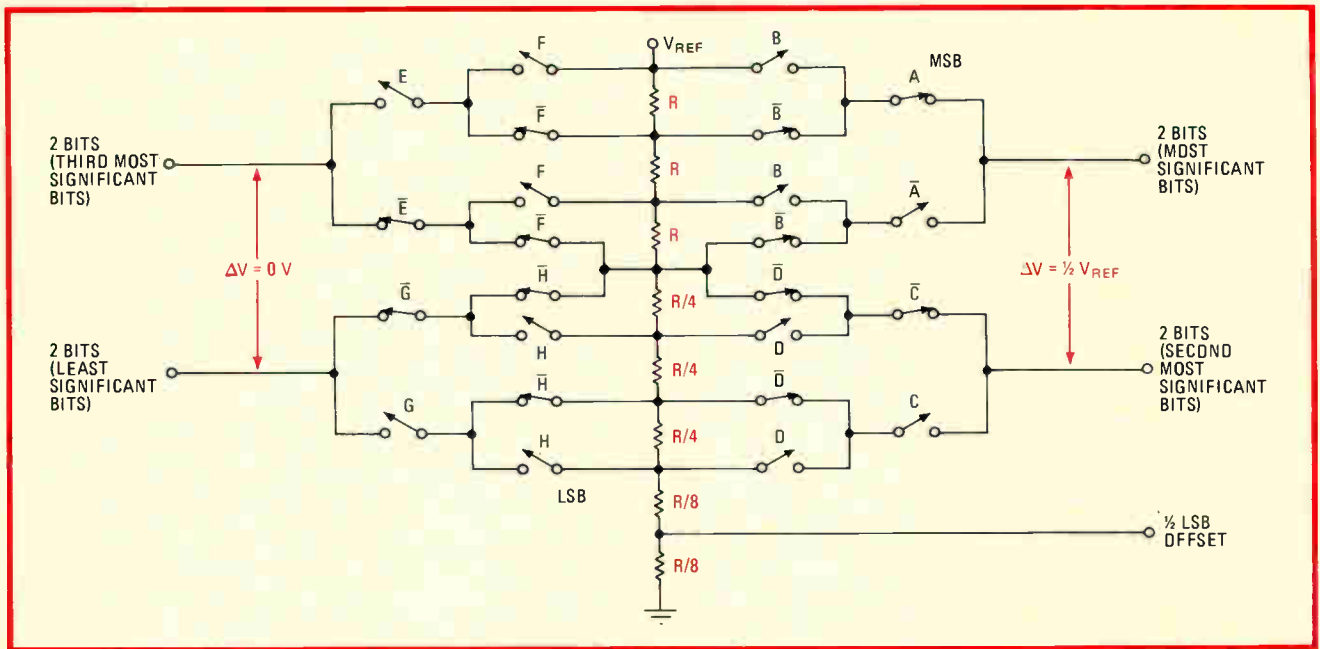 V_REF
F
B
E
A
MSB
R
F̅
B̅
2 BITS
(THIRD MOST
SIGNIFICANT
BITS)
2 BITS
(MDST
SIGNIFICANT
BITS)
R
F
B
E̅
A̅
F̅
B̅
R
ΔV = 0 V
ΔV = ½ V_REF
H̅
D̅
G̅
C̅
R/4
H
D
2 BITS
(LEAST
SIGNIFICANT
BITS)
2 BITS
(SECOND
MOST
SIGNIFICANT
BITS)
R/4
H̅
D̅
G
C
R/4
H
D
LSB
R/8
½ LSB
DFFSET
R/8